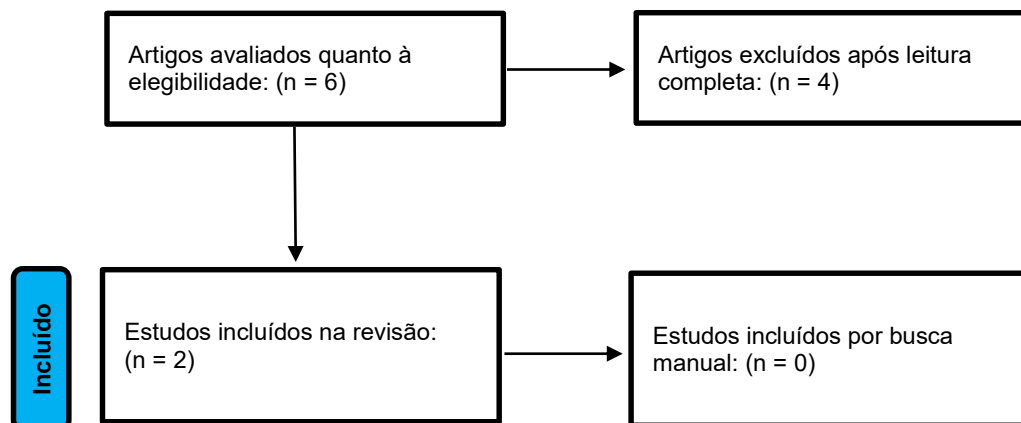 Artigos avaliados quanto à
elegibilidade: (n = 6)
Artigos excluídos após leitura
completa: (n = 4)
Incluído
Estudos incluídos na revisão:
(n = 2)
Estudos incluídos por busca
manual: (n = 0)